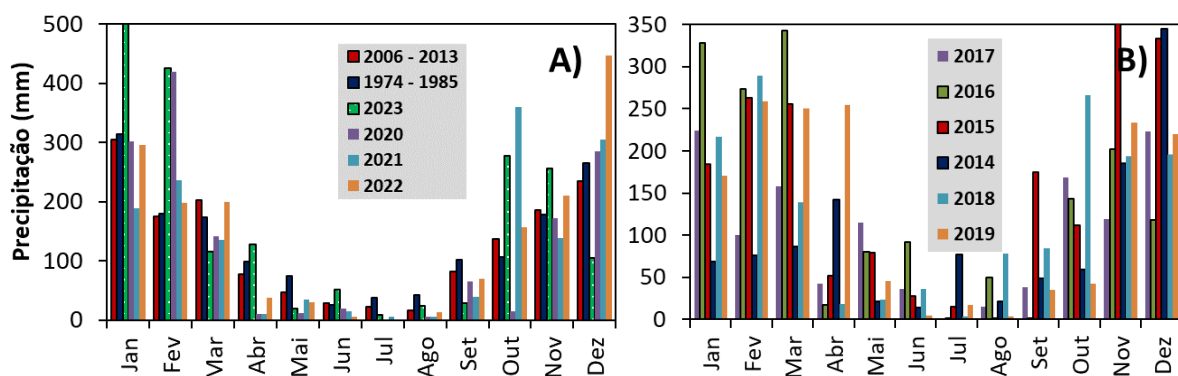 Precipitação (mm)
500
400
300
200
100
0
A)
2006 - 2013
1974 - 1985
2023
2020
2021
2022
Jan
Fev
Mar
Abr
Mai
Jun
Jul
Ago
Set
Out
Nov
Dez
350
300
250
200
150
100
50
0
B)
2017
2016
2015
2014
2018
2019
Jan
Fev
Mar
Abr
Mai
Jun
Jul
Ago
Set
Out
Nov
Dez